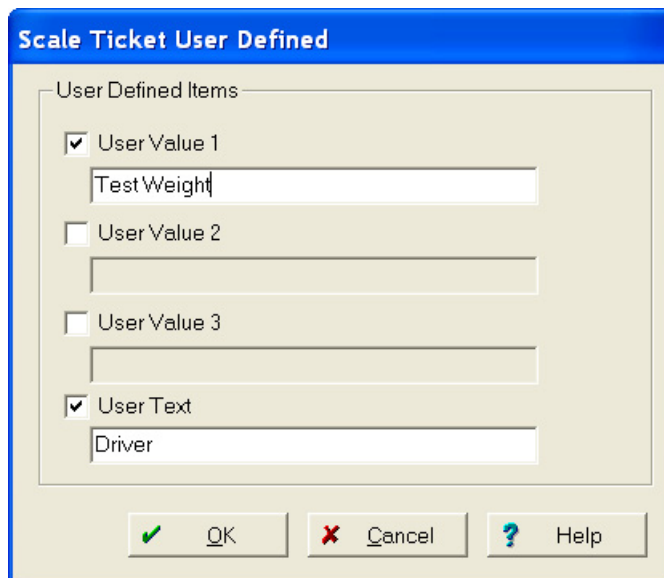 Scale Ticket User Defined
User Defined Items
User Value 1
Test Weight
User Value 2
User Value 3
User Text
Driver
OK Cancel Help